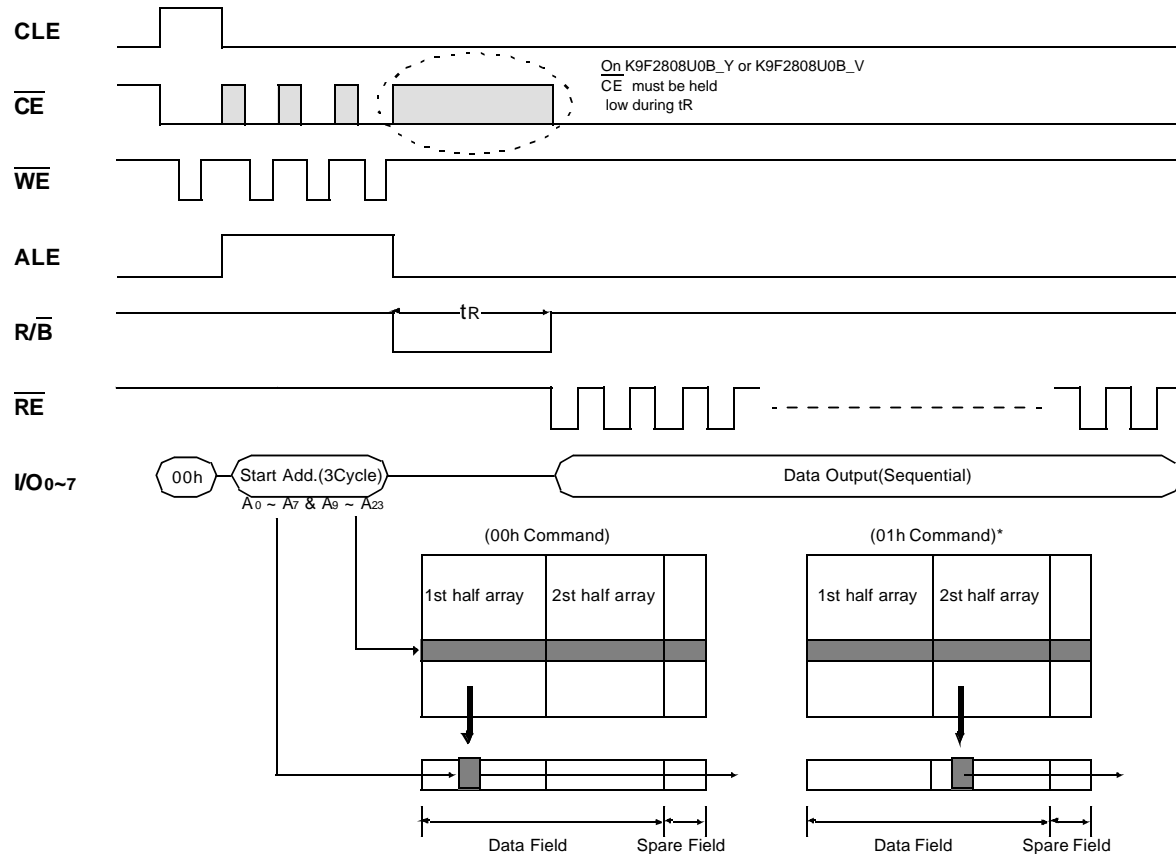 CLE
On K9F2808U0B_Y or K9F2808U0B_V
CE must be held
low during tR
CE
WE
ALE
tR
R/B
RE
I/O0~7
00h
Start Add.(3Cycle)
Data Output(Sequential)
A0 ~ A7 & A9 ~ A23
(00h Command)
(01h Command)*
1st half array
2st half array
1st half array
2st half array
Data Field
Spare Field
Data Field
Spare Field